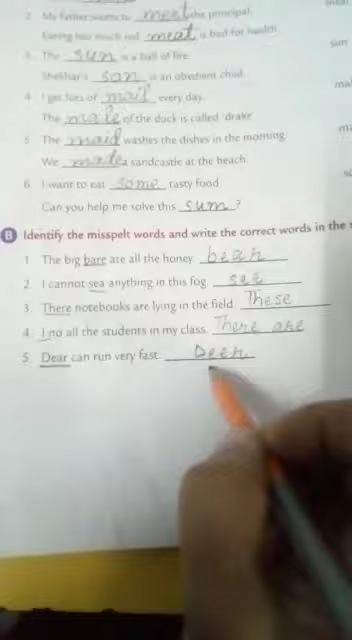 2. My father wants to meet the principal.
Eating too much red meat is bad for health.
3. The sun is a ball of fire.
Shekhar's son is an obedient child.
4. I get lots of mail every day.
The male of the duck is called drake.
5. The maid washes the dishes in the morning.
We made a sandcastle at the beach.
6. I want to eat some tasty food.
Can you help me solve this sum?
B Identify the misspelt words and write the correct words in the
1. The big bare ate all the honey. bear
2. I cannot sea anything in this fog. see
3. There notebooks are lying in the field. These
4. I no all the students in my class. There are
5. Dear can run very fast. Deer
sun